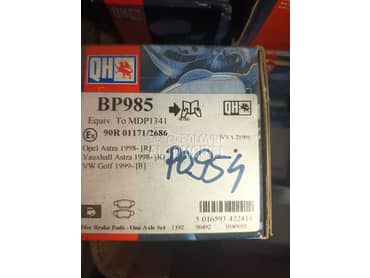 QH
BP985
Equiv. To MDP1341
90R 01171/2686
QH
Opel Astra 1998- [R]
Vauxhall Astra 1998- [R]
VW Golf 1999- [R]
PQ954
5 016593 422414
Disc Brake Pads - One Axle Set